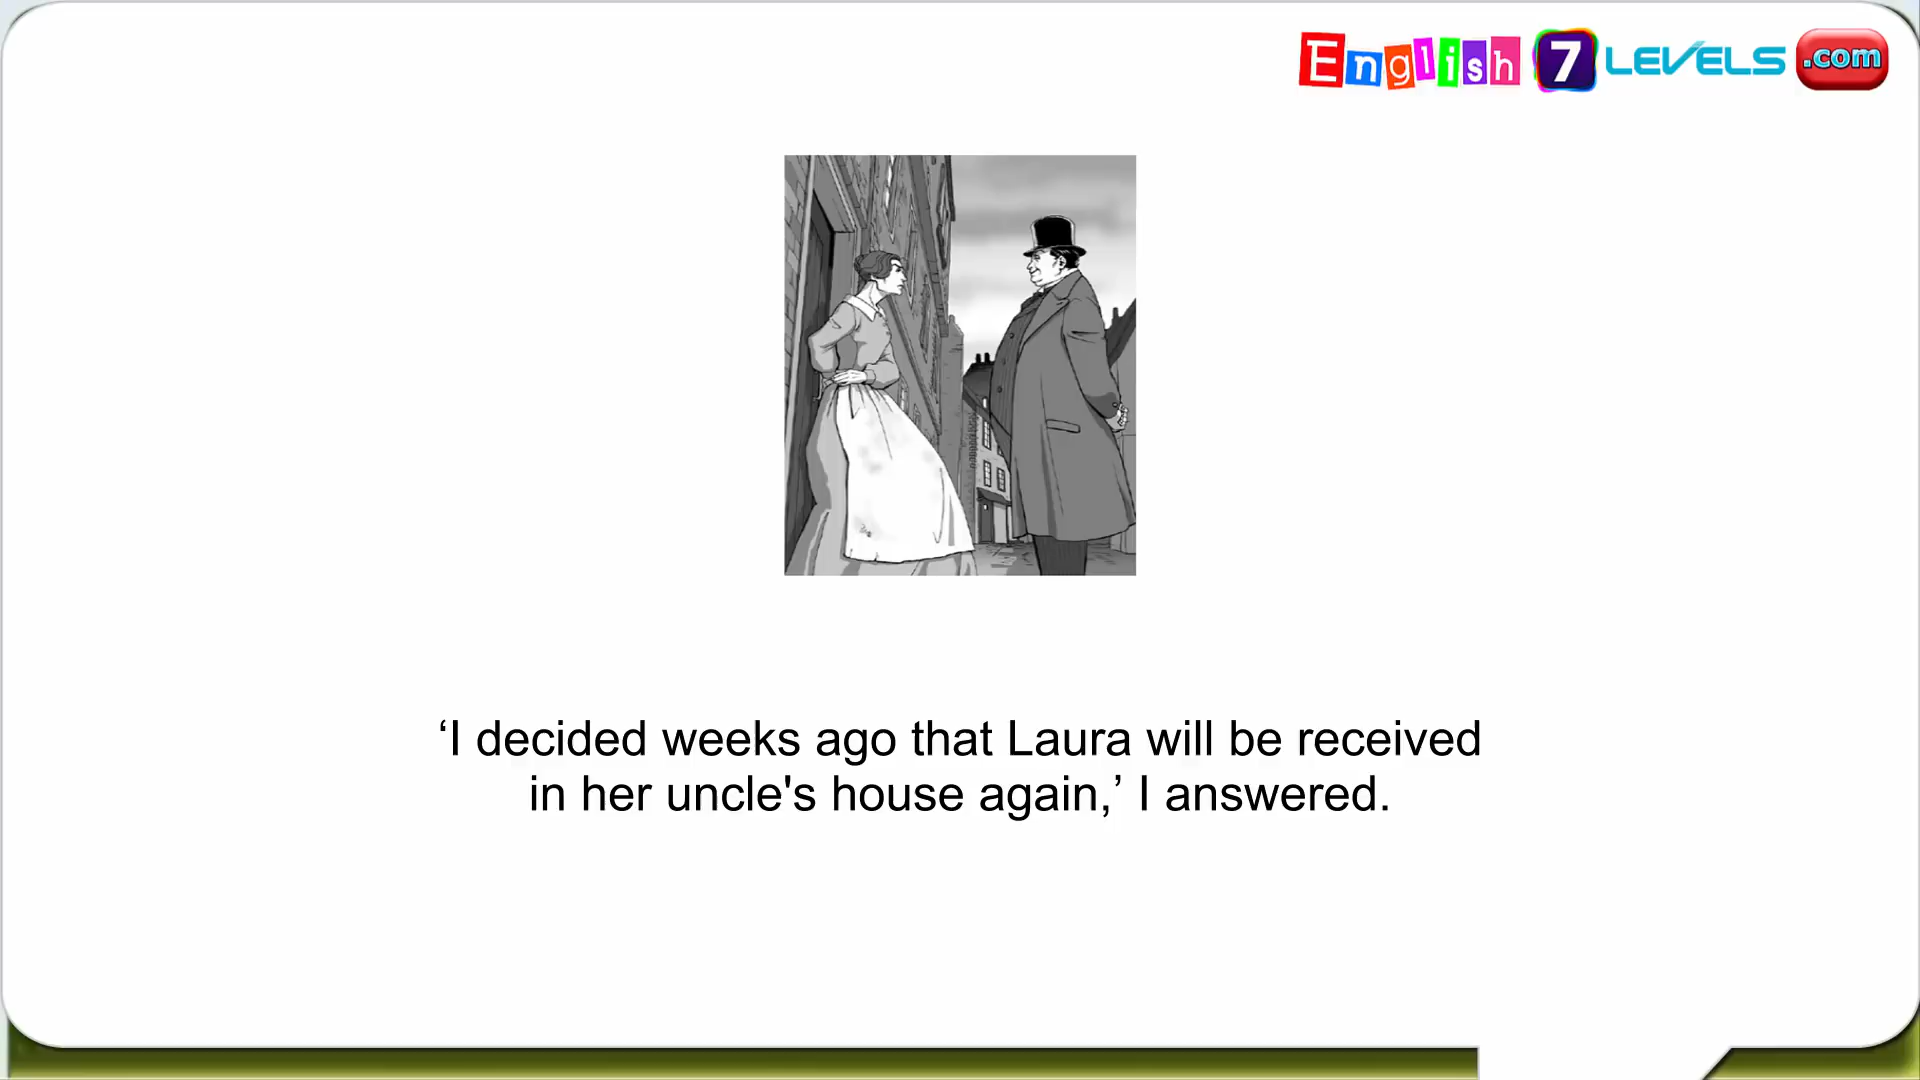 English 7 LEVELS .com
‘I decided weeks ago that Laura will be received
in her uncle's house again,’ I answered.